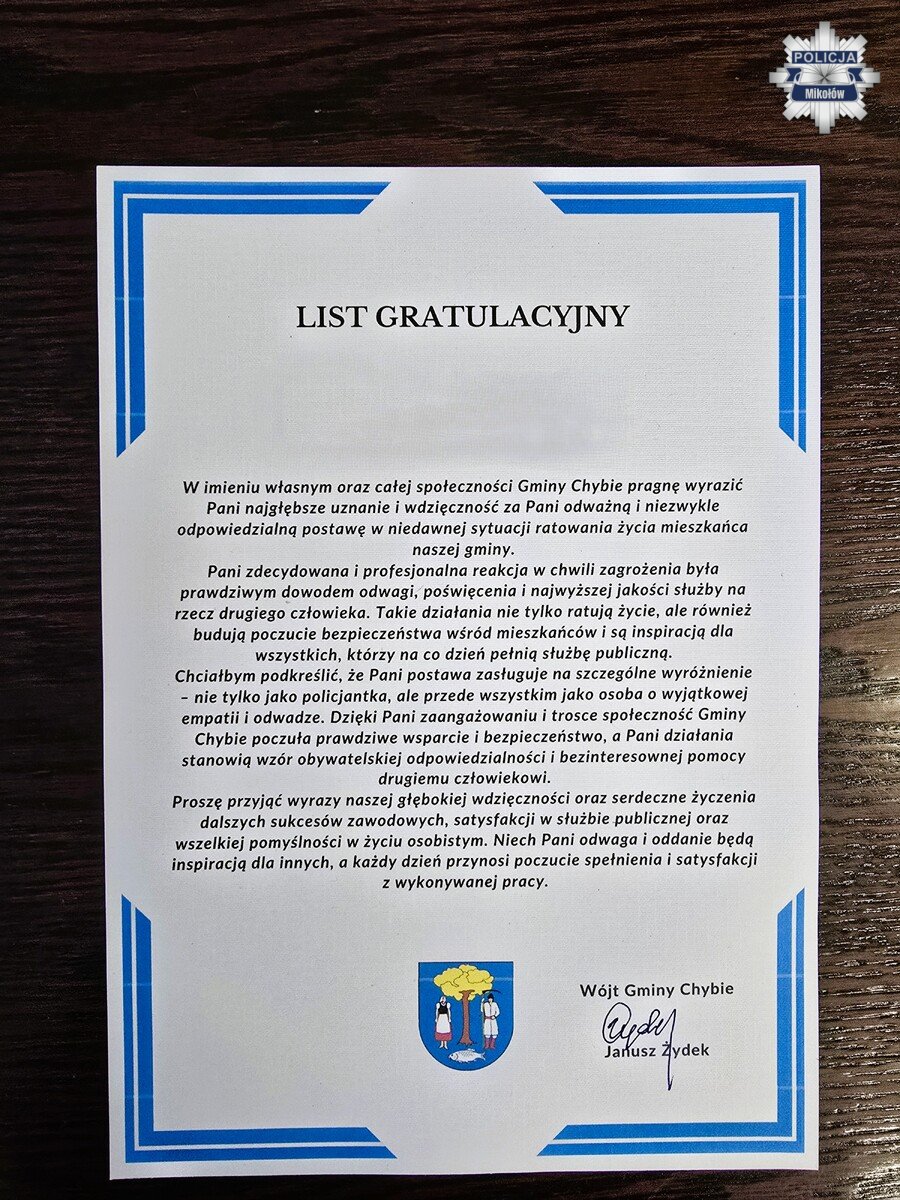 POLICJA
Mikołów
LIST GRATULACYJNY
W imieniu własnym oraz całej społeczności Gminy Chybie pragnę wyrazić
Pani najgłębsze uznanie i wdzięczność za Pani odważną i niezwykle
odpowiedzialną postawę w niedawnej sytuacji ratowania życia mieszkańca
naszej gminy.
Pani zdecydowana i profesjonalna reakcja w chwili zagrożenia była
prawdziwym dowodem odwagi, poświęcenia i najwyższej jakości służby na
rzecz drugiego człowieka. Takie działania nie tylko ratują życie, ale również
budują poczucie bezpieczeństwa wśród mieszkańców i są inspiracją dla
wszystkich, którzy na co dzień pełnią służbę publiczną.
Chciałbym podkreślić, że Pani postawa zasługuje na szczególne wyróżnienie
– nie tylko jako policjantka, ale przede wszystkim jako osoba o wyjątkowej
empatii i odwadze. Dzięki Pani zaangażowaniu i trosce społeczność Gminy
Chybie poczuła prawdziwe wsparcie i bezpieczeństwo, a Pani działania
stanowią wzór obywatelskiej odpowiedzialności i bezinteresownej pomocy
drugiemu człowiekowi.
Proszę przyjąć wyrazy naszej głębokiej wdzięczności oraz serdeczne życzenia
dalszych sukcesów zawodowych, satysfakcji w służbie publicznej oraz
wszelkiej pomyślności w życiu osobistym. Niech Pani odwaga i oddanie będą
inspiracją dla innych, a każdy dzień przynosi poczucie spełnienia i satysfakcji
z wykonywanej pracy.
Wójt Gminy Chybie
Janusz Żydek